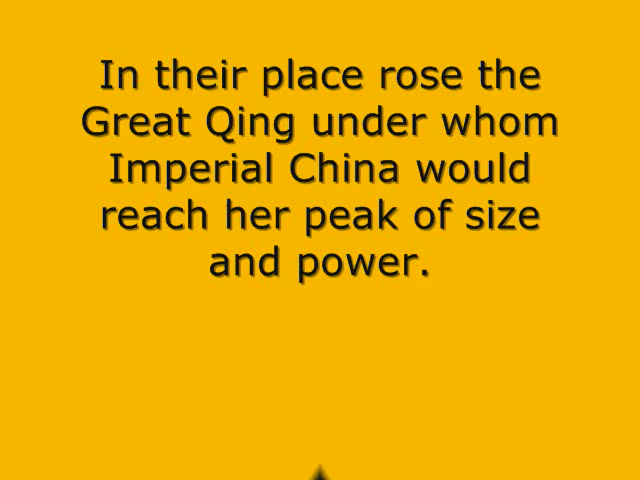 In their place rose the
Great Qing under whom
Imperial China would
reach her peak of size
and power.